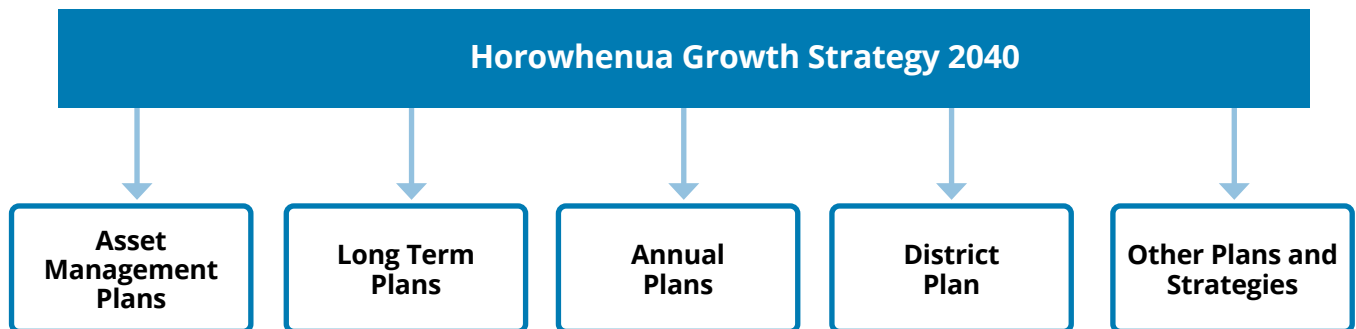 Horowhenua Growth Strategy 2040
Asset
Management
Plans
Long Term
Plans
Annual
Plans
District
Plan
Other Plans and
Strategies